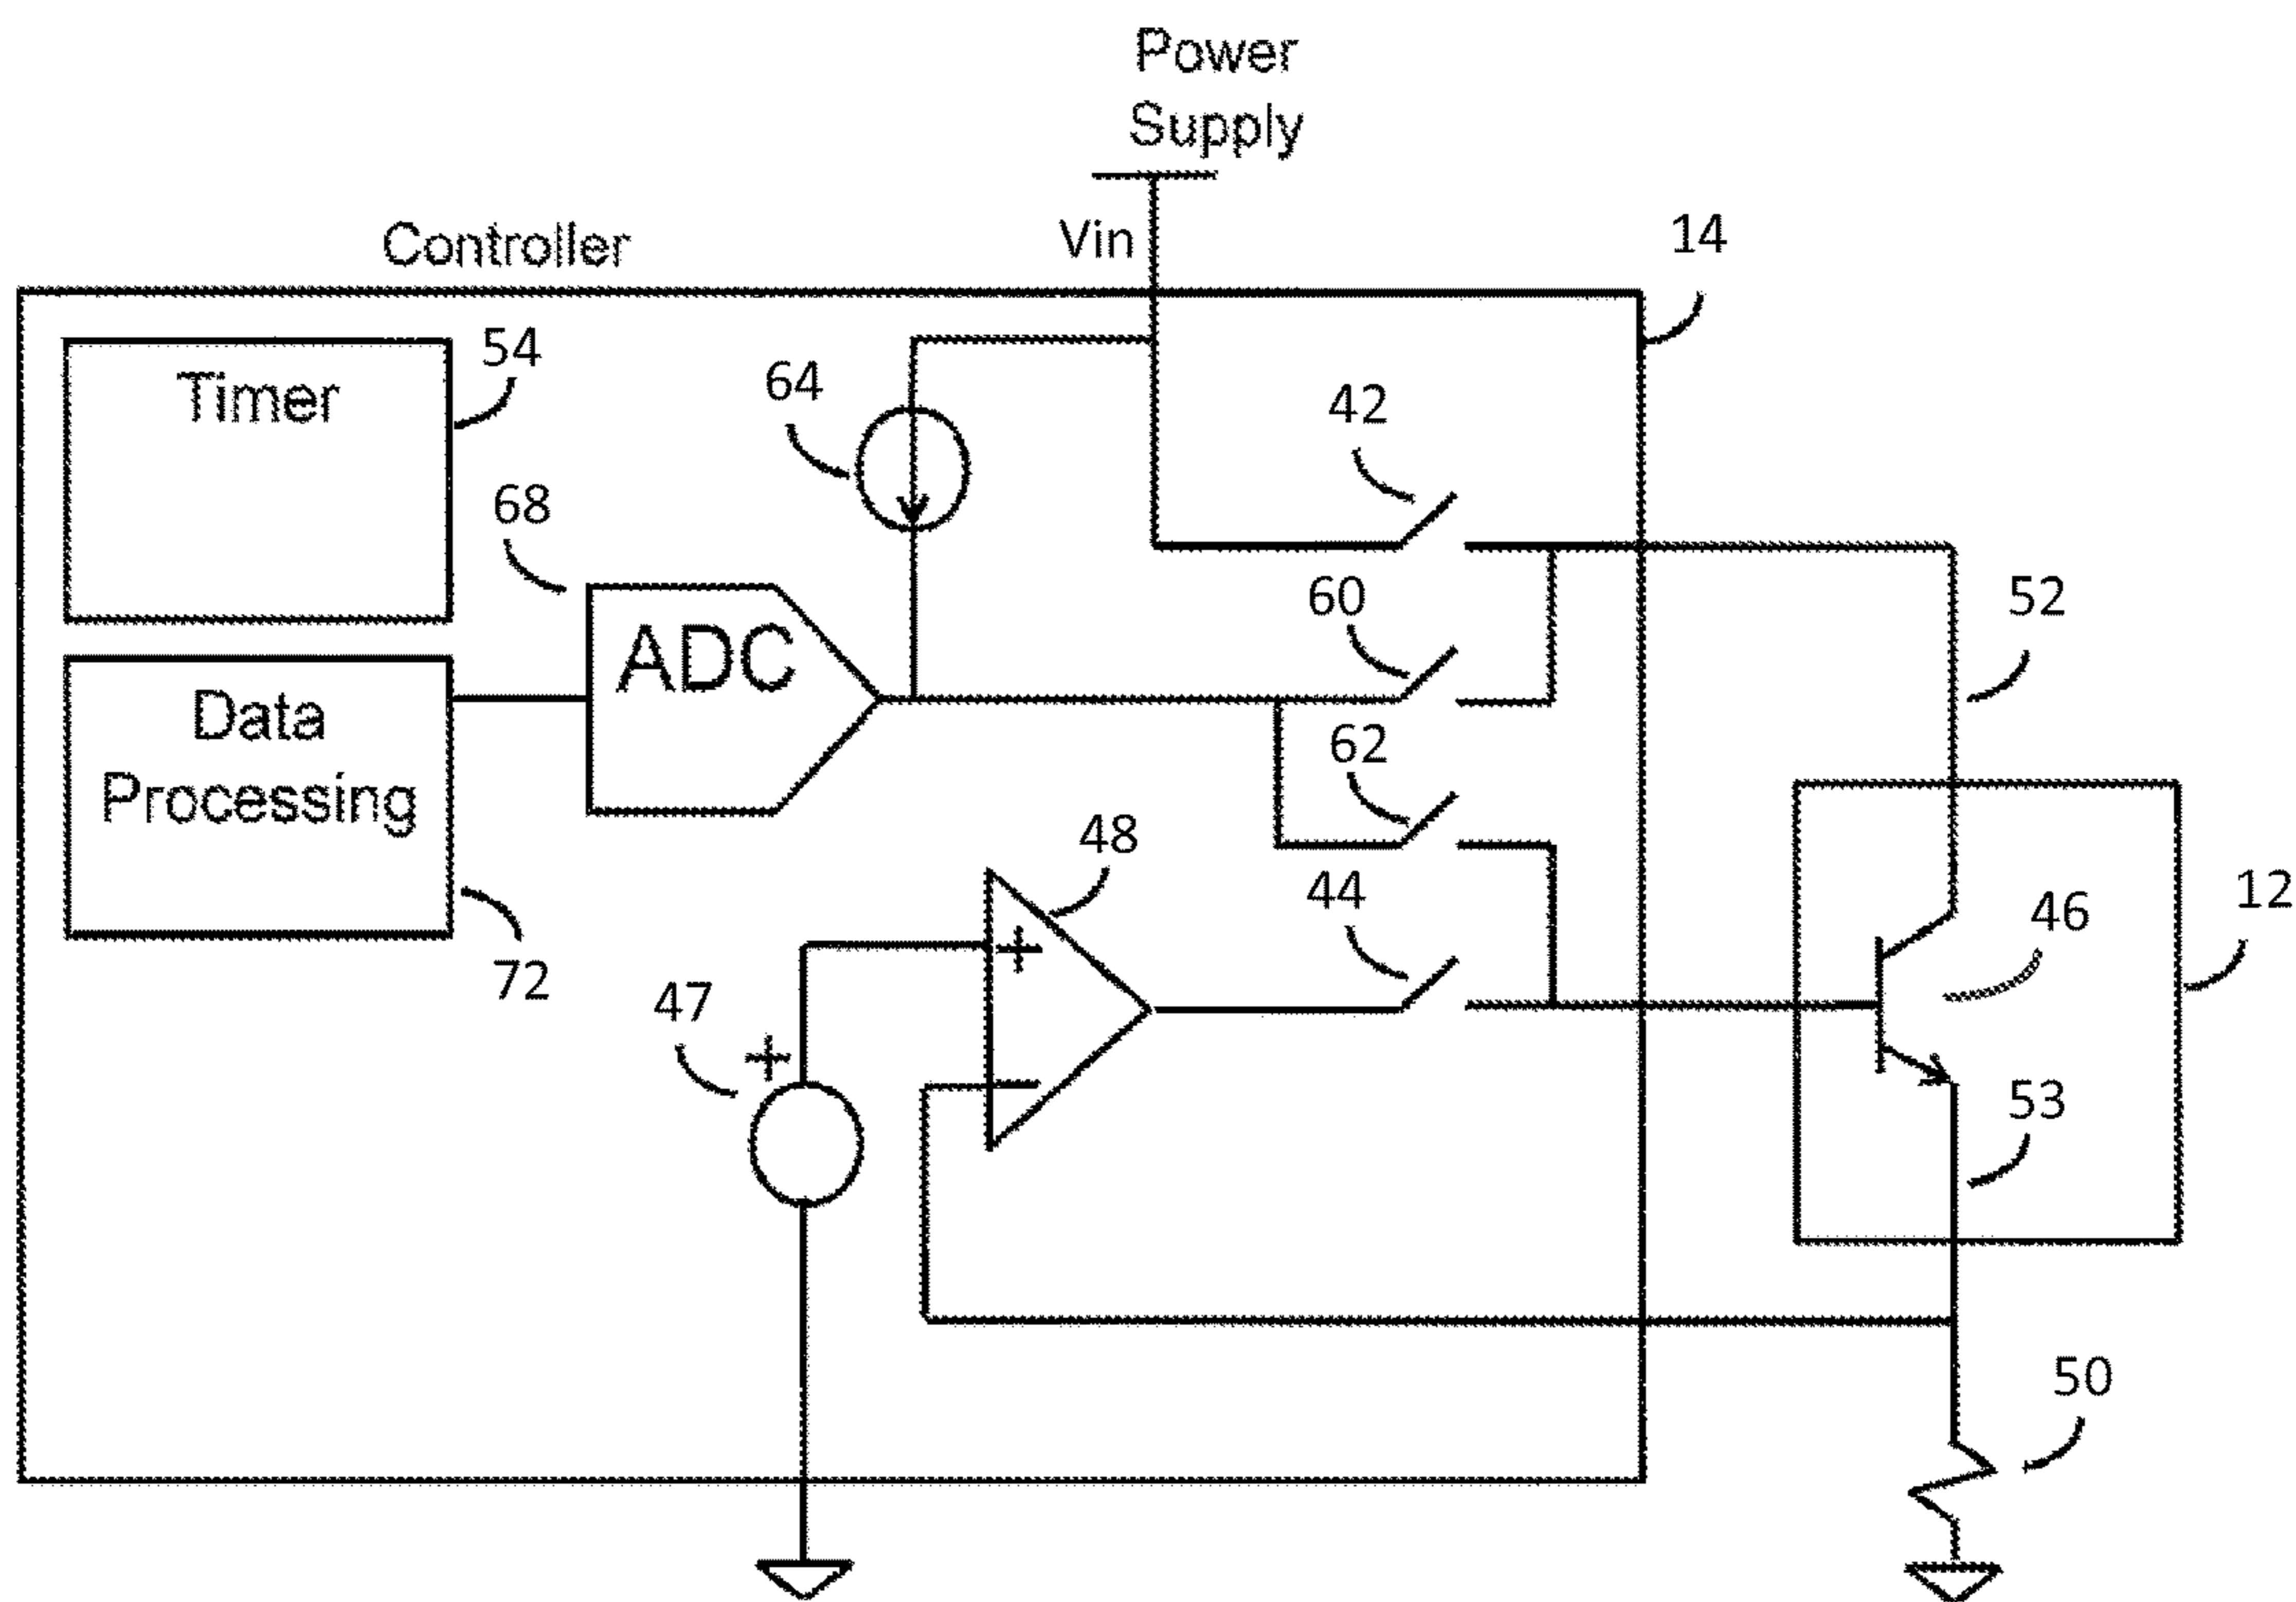 Power
Supply
Vin
Controller
14
Timer
54
64
42
68
ADC
60
52
Data
Processing
62
48
44
46
12
72
47
+
+
−
53
50